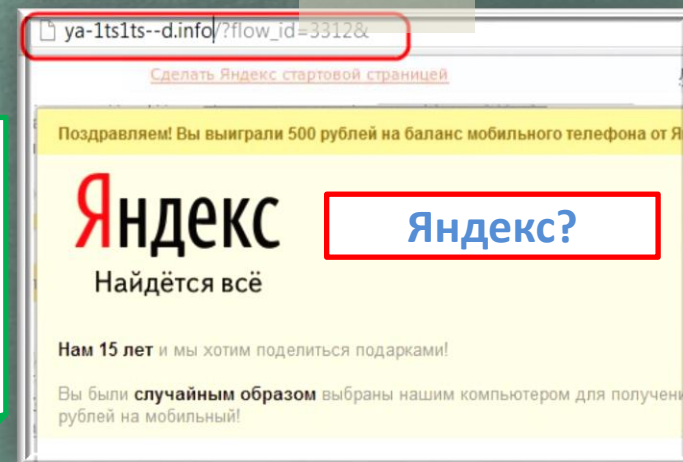 ya-1ts1ts--d.info/?flow_id=3312&
Сделать Яндекс стартовой страницей
Поздравляем! Вы выиграли 500 рублей на баланс мобильного телефона от
Яндекс
Яндекс?
Найдётся всё
Нам 15 лет и мы хотим поделиться подарками!
Вы были случайным образом выбраны нашим компьютером для
рублей на мобильный!